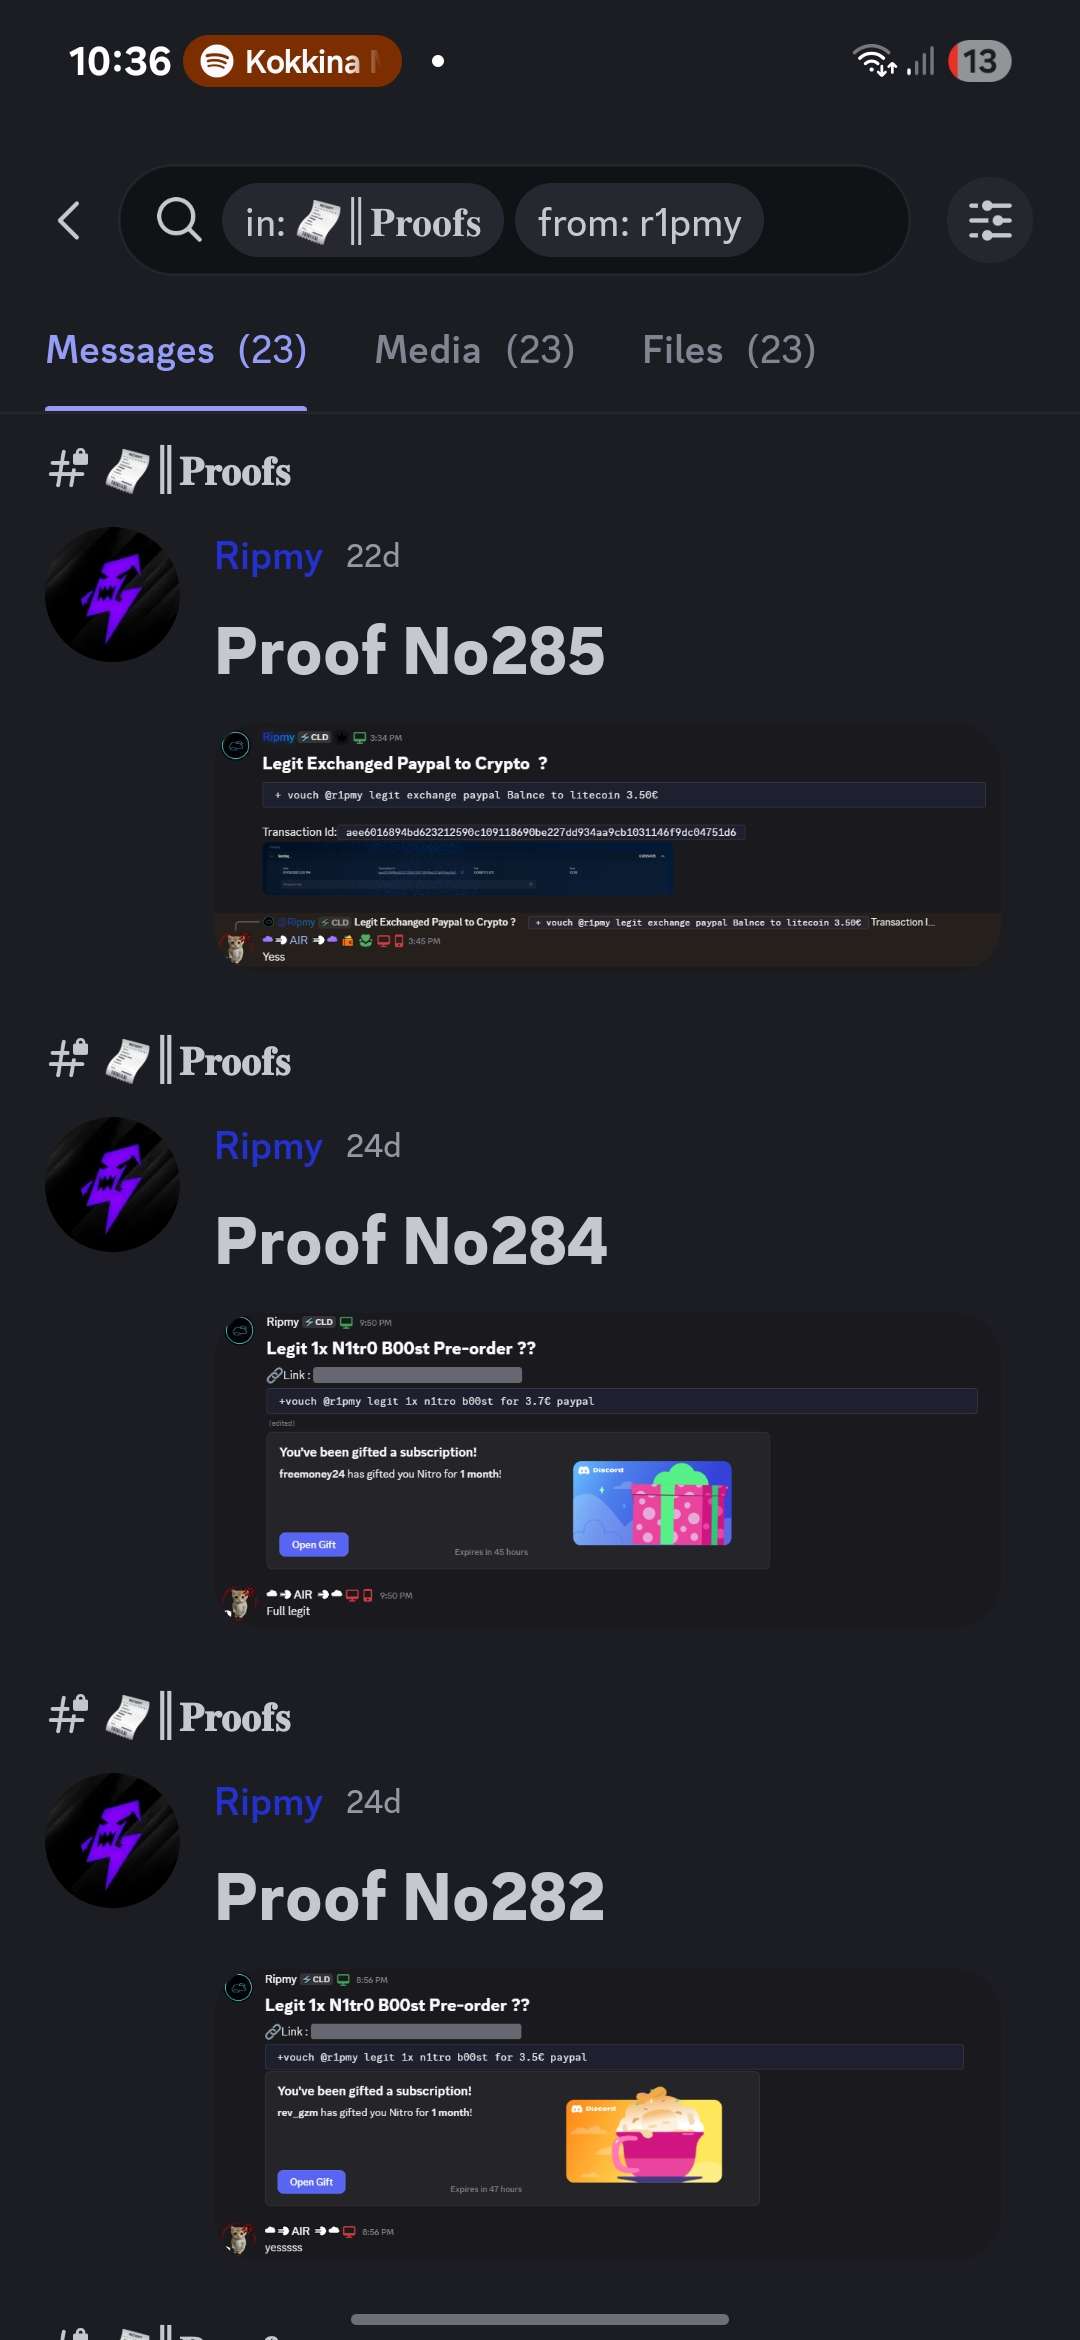 10:36 Kokkina 13
in: ║𝐏𝐫𝐨𝐨𝐟𝐬 from: r1pmy
Messages (23) Media (23) Files (23)
║𝐏𝐫𝐨𝐨𝐟𝐬
Ripmy 22d
Proof No285
Ripmy CLD 3:34 PM
Legit Exchanged Paypal to Crypto ?
+ vouch @r1pmy legit exchange paypal Balnce to litecoin 3.50€
Transaction Id: aee6016894bd623212590c109118690be227dd934aa9cb1031146f9dc04751d6
@Ripmy CLD Legit Exchanged Paypal to Crypto ? + vouch @r1pmy legit exchange paypal Balnce to litecoin 3.50€ Transaction I...
AIR 3:45 PM
Yess
║𝐏𝐫𝐨𝐨𝐟𝐬
Ripmy 24d
Proof No284
Ripmy CLD 9:50 PM
Legit 1x N1tr0 B00st Pre-order ??
Link :
+vouch @r1pmy legit 1x n1tro b00st for 3.7€ paypal
(edited)
You've been gifted a subscription!
freemoney24 has gifted you Nitro for 1 month!
Discord
Open Gift
Expires in 45 hours
AIR 9:50 PM
Full legit
║𝐏𝐫𝐨𝐨𝐟𝐬
Ripmy 24d
Proof No282
Ripmy CLD 8:56 PM
Legit 1x N1tr0 B00st Pre-order ??
Link :
+vouch @r1pmy legit 1x n1tro b00st for 3.5€ paypal
You've been gifted a subscription!
rev_gzm has gifted you Nitro for 1 month!
Discord
Open Gift
Expires in 47 hours
AIR 8:56 PM
yesssss